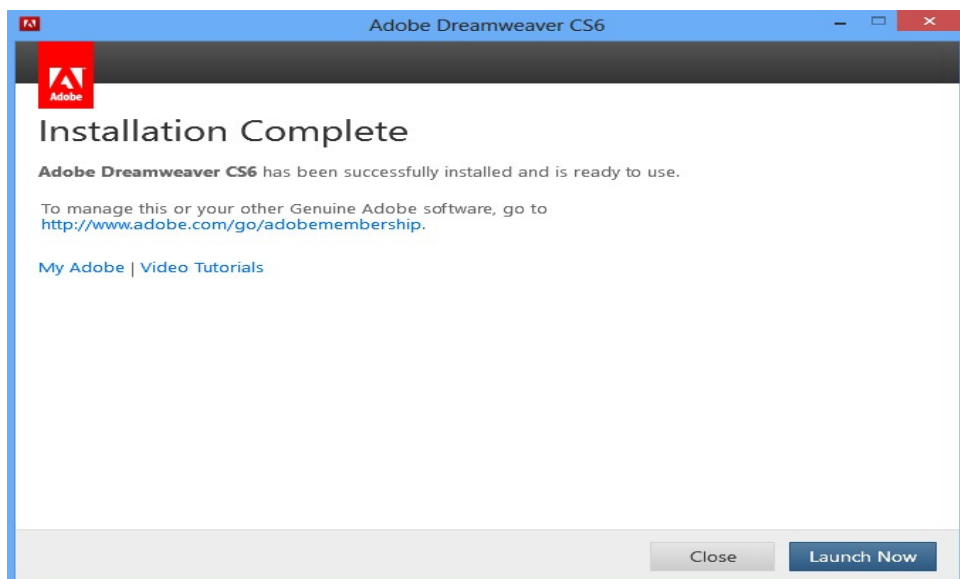 Adobe Dreamweaver CS6
Adobe
Installation Complete
Adobe Dreamweaver CS6 has been successfully installed and is ready to use.
To manage this or your other Genuine Adobe software, go to
http://www.adobe.com/go/adobemembership.
My Adobe | Video Tutorials
Close
Launch Now